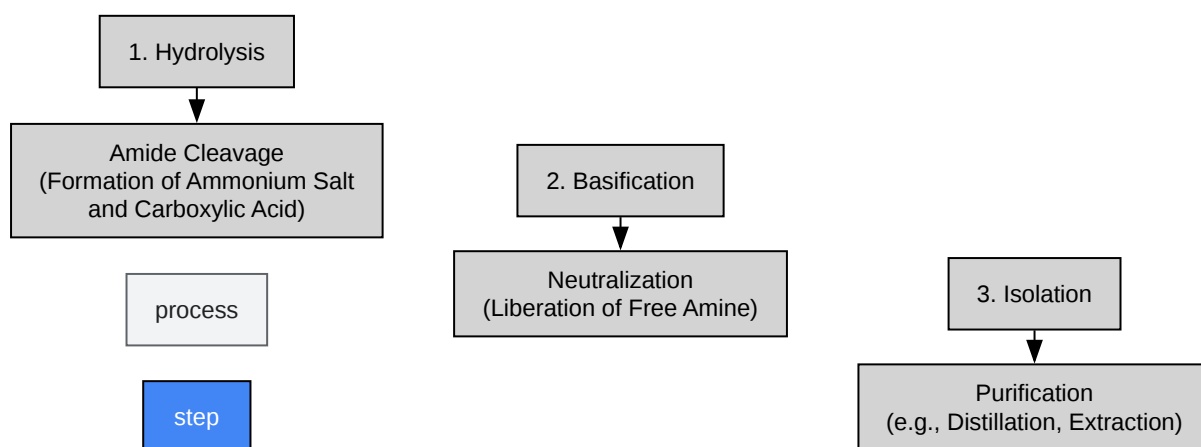 1. Hydrolysis
Amide Cleavage
(Formation of Ammonium Salt
and Carboxylic Acid)
2. Basification
Neutralization
(Liberation of Free Amine)
3. Isolation
Purification
(e.g., Distillation, Extraction)
process
step